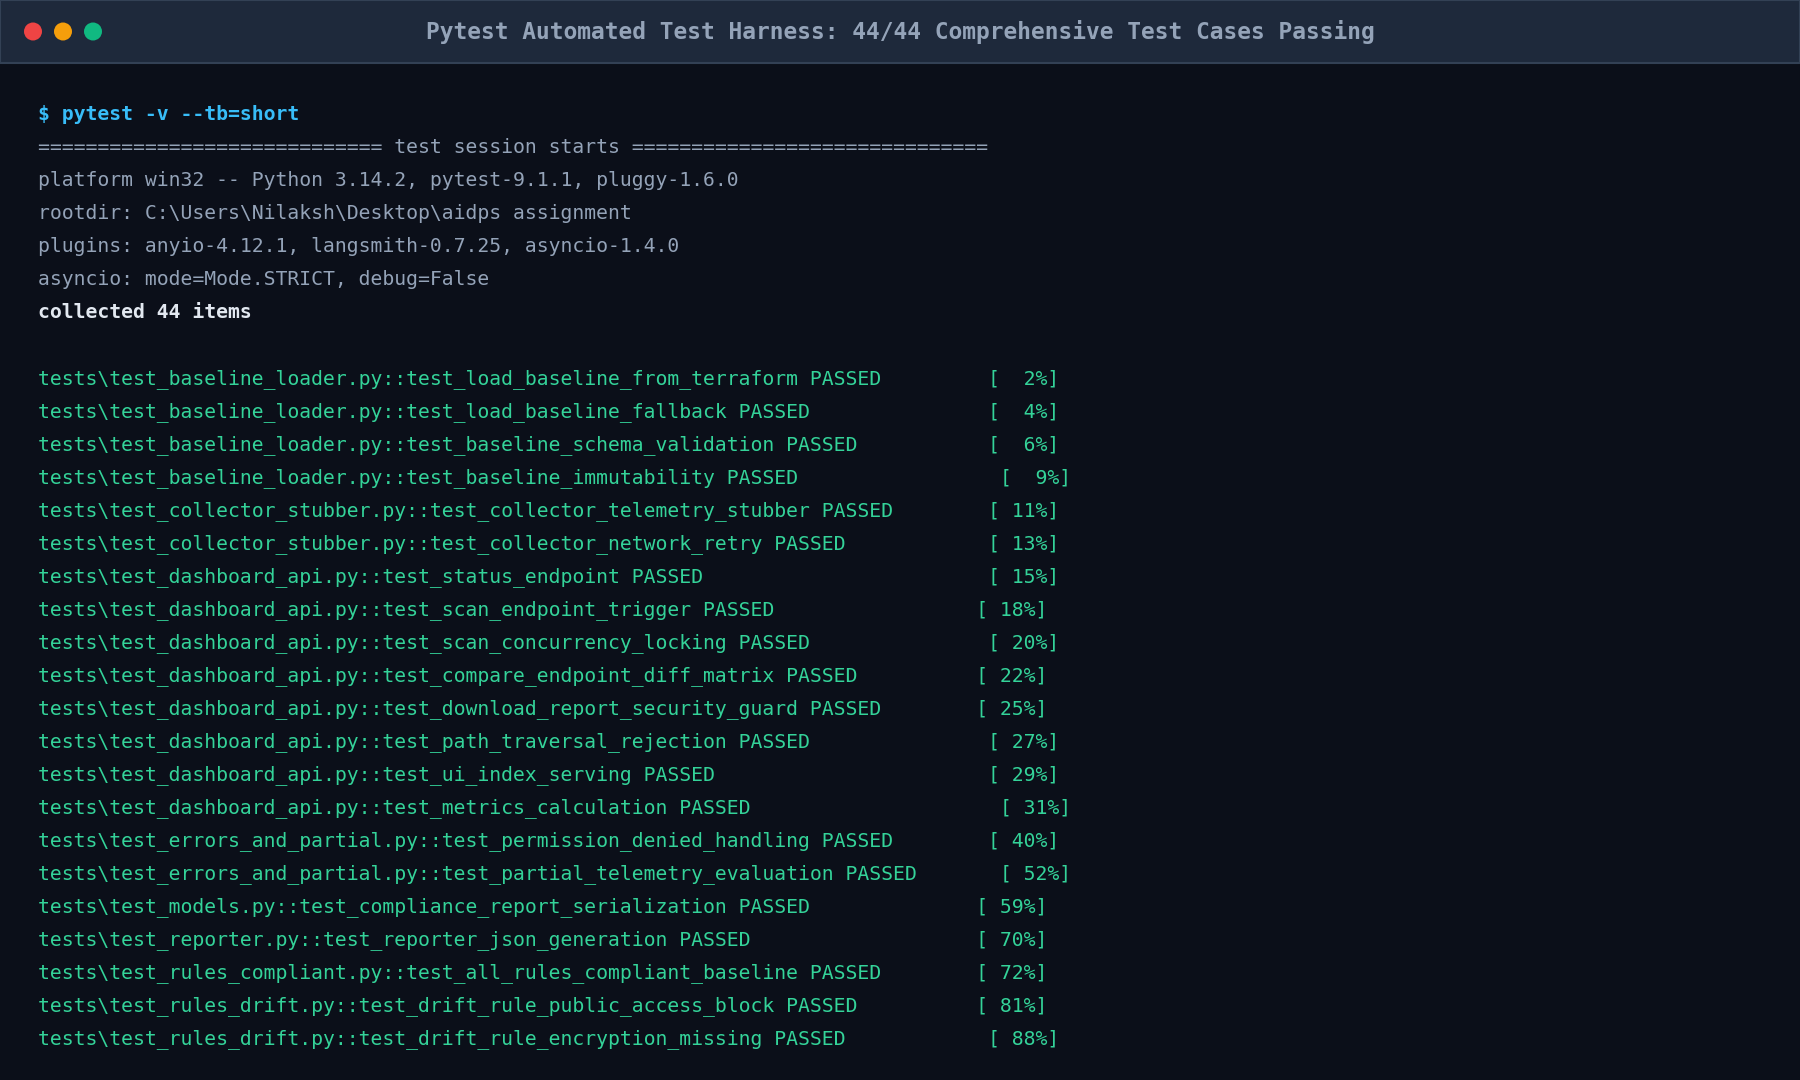 Pytest Automated Test Harness: 44/44 Comprehensive Test Cases Passing
$ pytest -v --tb=short
============================= test session starts ==============================
platform win32 -- Python 3.14.2, pytest-9.1.1, pluggy-1.6.0
rootdir: C:\Users\Nilaksh\Desktop\aidps assignment
plugins: anyio-4.12.1, langsmith-0.7.25, asyncio-1.4.0
asyncio: mode=Mode.STRICT, debug=False
collected 44 items
tests\test_baseline_loader.py::test_load_baseline_from_terraform PASSED         [  2%]
tests\test_baseline_loader.py::test_load_baseline_fallback PASSED               [  4%]
tests\test_baseline_loader.py::test_baseline_schema_validation PASSED           [  6%]
tests\test_baseline_loader.py::test_baseline_immutability PASSED                 [  9%]
tests\test_collector_stubber.py::test_collector_telemetry_stubber PASSED        [ 11%]
tests\test_collector_stubber.py::test_collector_network_retry PASSED            [ 13%]
tests\test_dashboard_api.py::test_status_endpoint PASSED                        [ 15%]
tests\test_dashboard_api.py::test_scan_endpoint_trigger PASSED                 [ 18%]
tests\test_dashboard_api.py::test_scan_concurrency_locking PASSED               [ 20%]
tests\test_dashboard_api.py::test_compare_endpoint_diff_matrix PASSED          [ 22%]
tests\test_dashboard_api.py::test_download_report_security_guard PASSED        [ 25%]
tests\test_dashboard_api.py::test_path_traversal_rejection PASSED               [ 27%]
tests\test_dashboard_api.py::test_ui_index_serving PASSED                       [ 29%]
tests\test_dashboard_api.py::test_metrics_calculation PASSED                     [ 31%]
tests\test_errors_and_partial.py::test_permission_denied_handling PASSED        [ 40%]
tests\test_errors_and_partial.py::test_partial_telemetry_evaluation PASSED       [ 52%]
tests\test_models.py::test_compliance_report_serialization PASSED              [ 59%]
tests\test_reporter.py::test_reporter_json_generation PASSED                   [ 70%]
tests\test_rules_compliant.py::test_all_rules_compliant_baseline PASSED        [ 72%]
tests\test_rules_drift.py::test_drift_rule_public_access_block PASSED          [ 81%]
tests\test_rules_drift.py::test_drift_rule_encryption_missing PASSED            [ 88%]